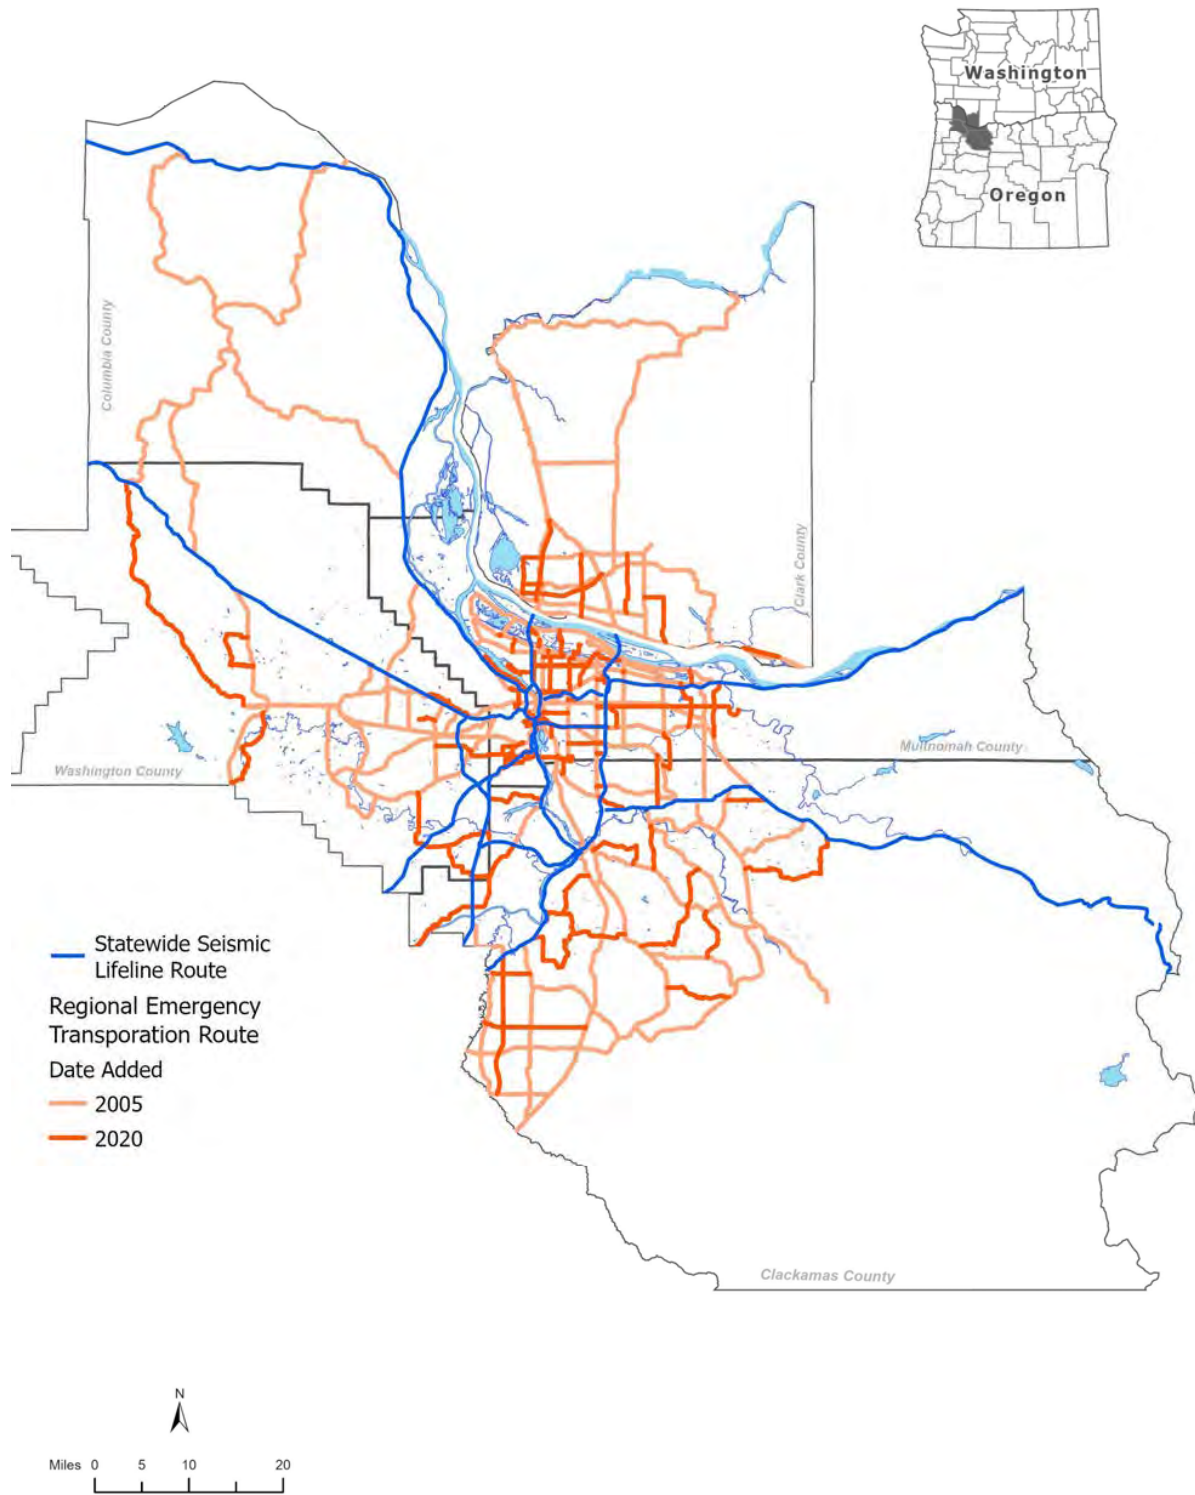 Washington
Oregon
Columbia County
Clark County
Multnomah County
Washington County
Statewide Seismic
Lifeline Route
Regional Emergency
Transporation Route
Date Added
2005
2020
Clackamas County
N
Miles 0 5 10 20